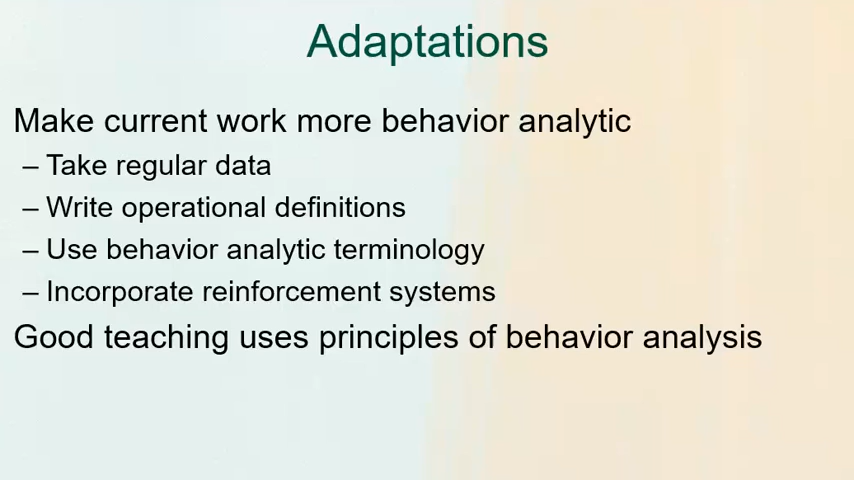 Adaptations
Make current work more behavior analytic
– Take regular data
– Write operational definitions
– Use behavior analytic terminology
– Incorporate reinforcement systems
Good teaching uses principles of behavior analysis